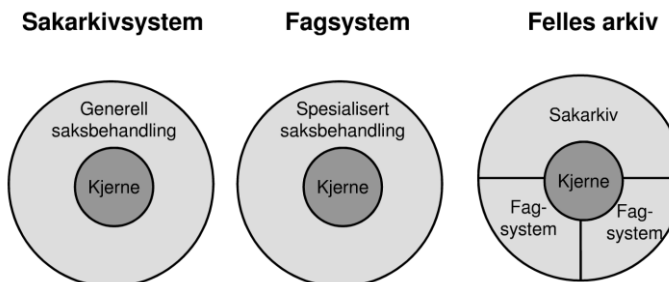 Sakarkivsystem
Fagsystem
Felles arkiv
Generell
saksbehandling
Kjerne
Spesialisert
saksbehandling
Kjerne
Sakarkiv
Kjerne
Fag-
system
Fag-
system